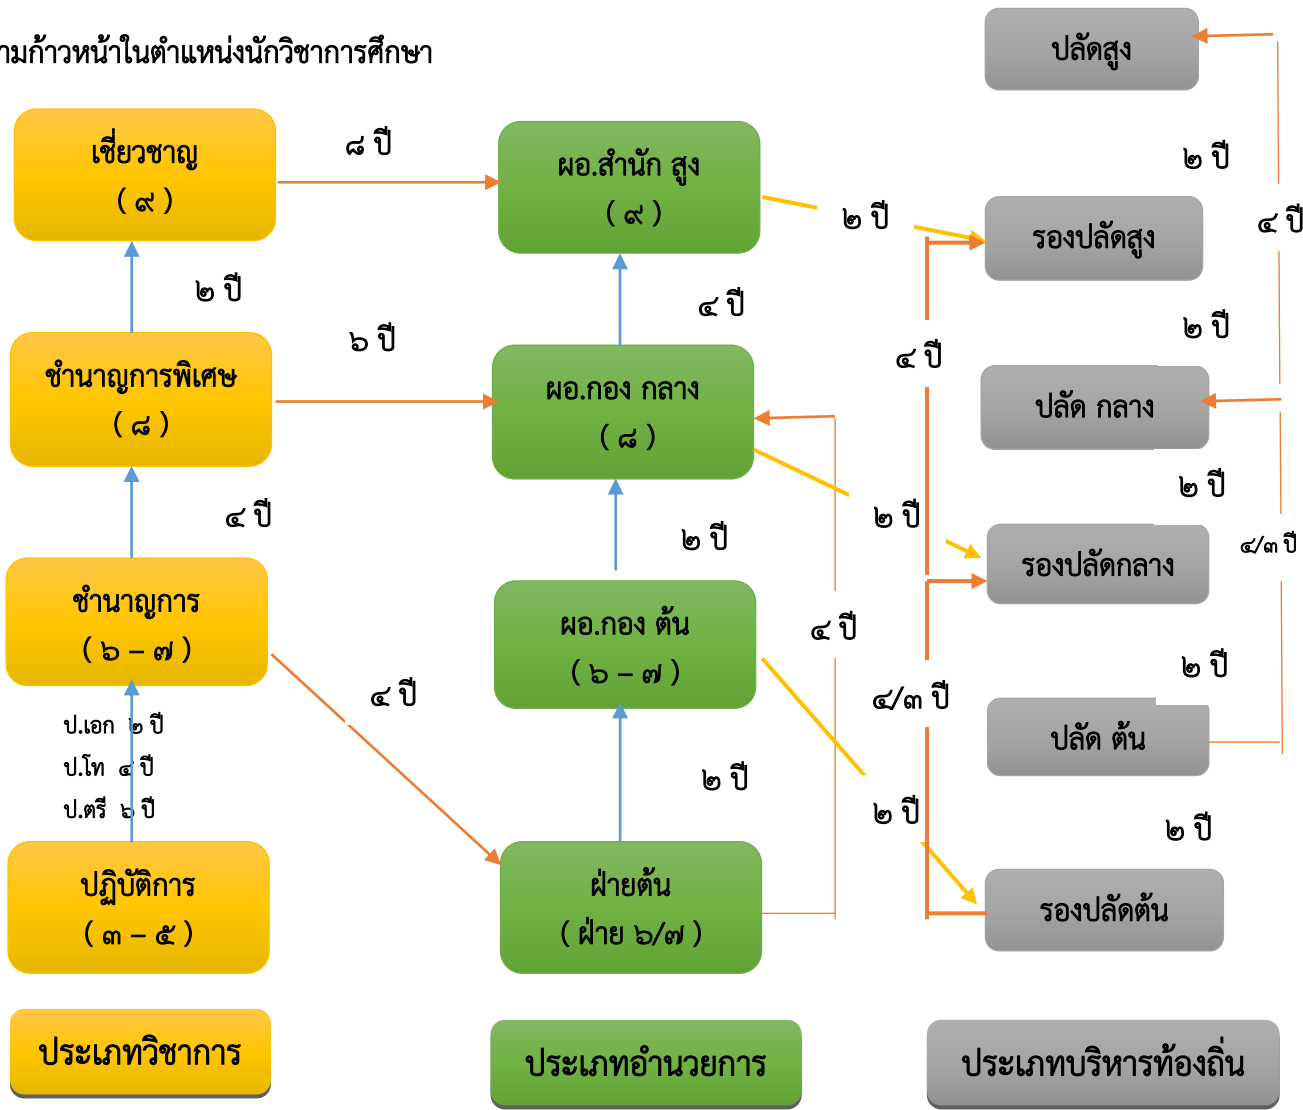 ามก้าวหน้าในตำแหน่งนักวิชาการศึกษา
เชี่ยวชาญ
( ๙ )
๘ ปี
ผอ.สำนัก สูง
( ๙ )
๒ ปี
ปลัดสูง
๒ ปี
๔ ปี
รองปลัดสูง
๒ ปี
๔ ปี
๒ ปี
ชำนาญการพิเศษ
( ๘ )
๖ ปี
ผอ.กอง กลาง
( ๘ )
๔ ปี
ปลัด กลาง
๒ ปี
๔ ปี
๒ ปี
๒ ปี
๔/๓ ปี
รองปลัดกลาง
ชำนาญการ
( ๖ – ๗ )
๔ ปี
ผอ.กอง ต้น
( ๖ – ๗ )
๔ ปี
๒ ปี
๔/๓ ปี
ปลัด ต้น
ป.เอก ๒ ปี
ป.โท ๔ ปี
ป.ตรี ๖ ปี
๒ ปี
๒ ปี
๒ ปี
ปฏิบัติการ
( ๓ – ๕ )
ฝ่ายต้น
( ฝ่าย ๖/๗ )
รองปลัดต้น
ประเภทวิชาการ
ประเภทอำนวยการ
ประเภทบริหารท้องถิ่น